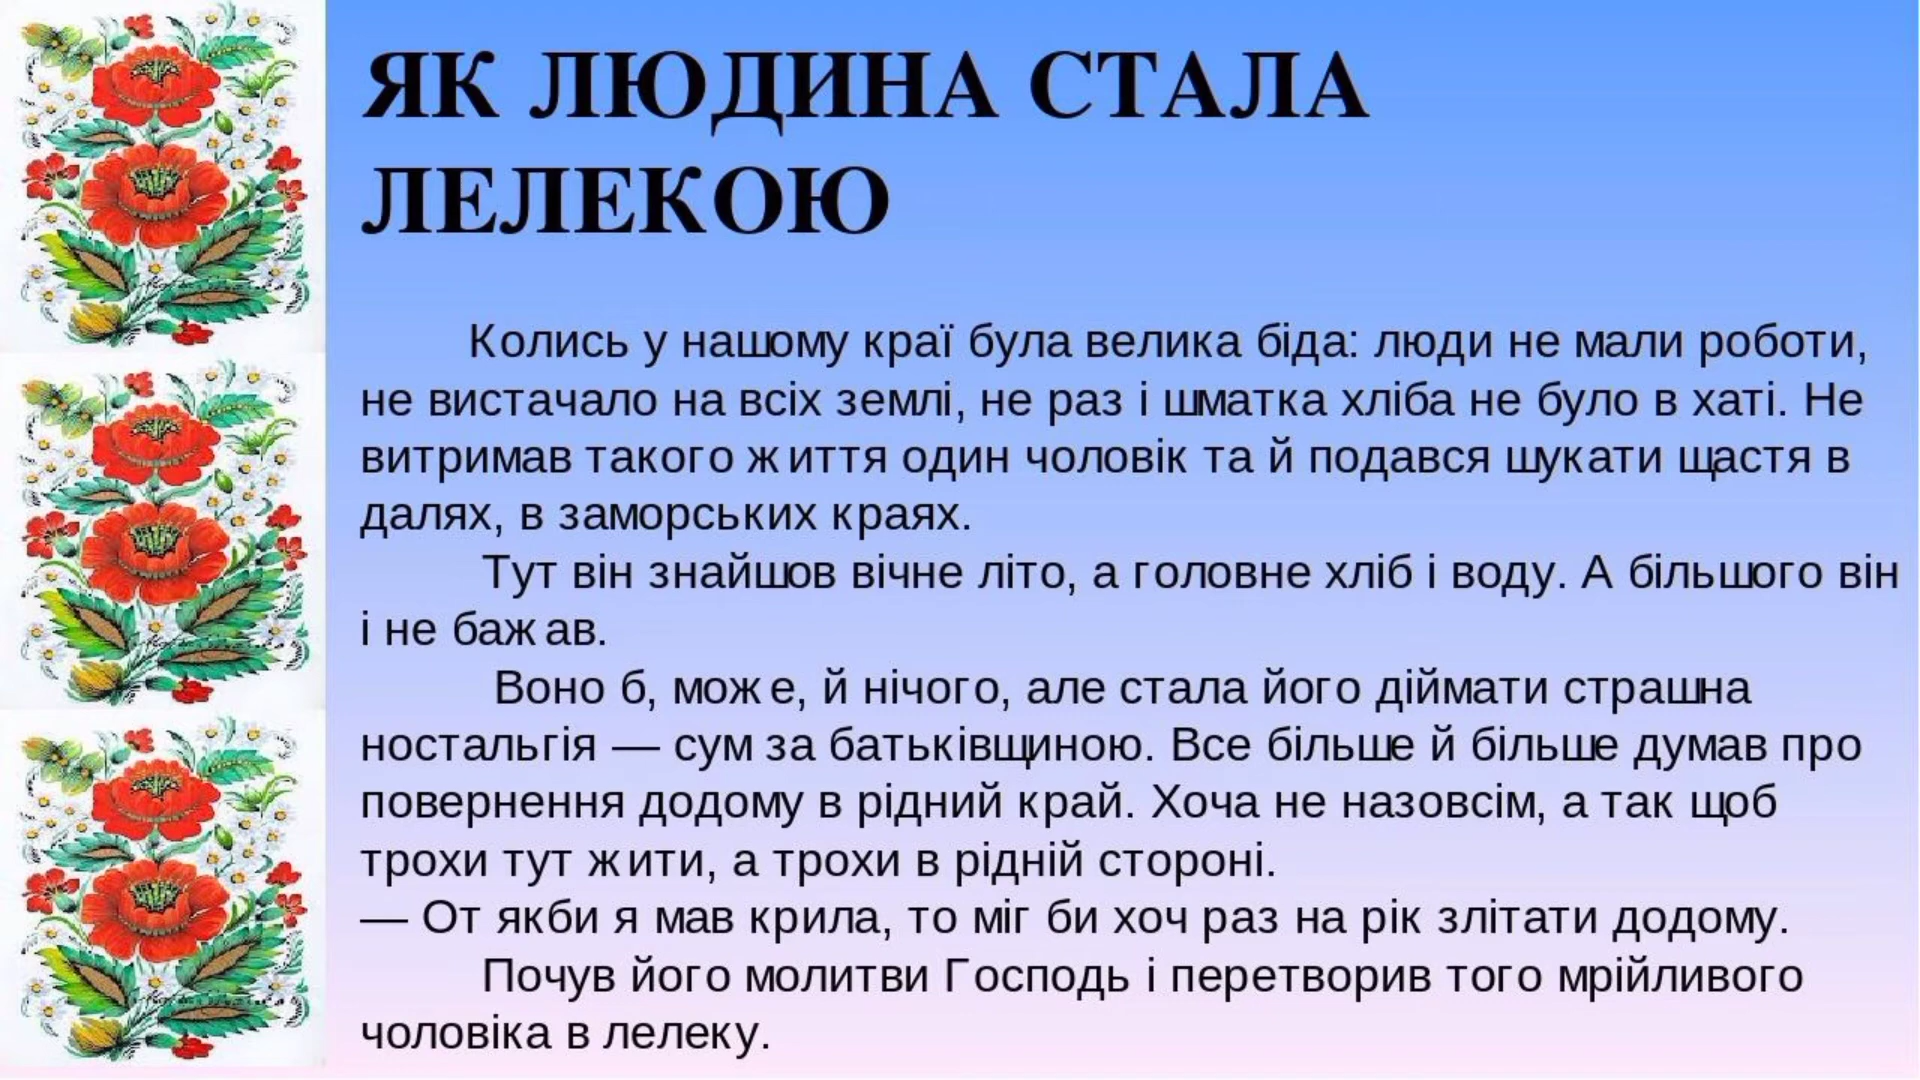 ЯК ЛЮДИНА СТАЛА
ЛЕЛЕКОЮ
Колись у нашому краї була велика біда: люди не мали роботи,
не вистачало на всіх землі, не раз і шматка хліба не було в хаті. Не
витримав такого життя один чоловік та й подався шукати щастя в
далях, в заморських краях.
Тут він знайшов вічне літо, а головне хліб і воду. А більшого він
і не бажав.
Воно б, може, й нічого, але стала його діймати страшна
ностальгія — сум за батьківщиною. Все більше й більше думав про
повернення додому в рідний край. Хоча не назовсім, а так щоб
трохи тут жити, а трохи в рідній стороні.
— От якби я мав крила, то міг би хоч раз на рік злітати додому.
Почув його молитви Господь і перетворив того мрійливого
чоловіка в лелеку.